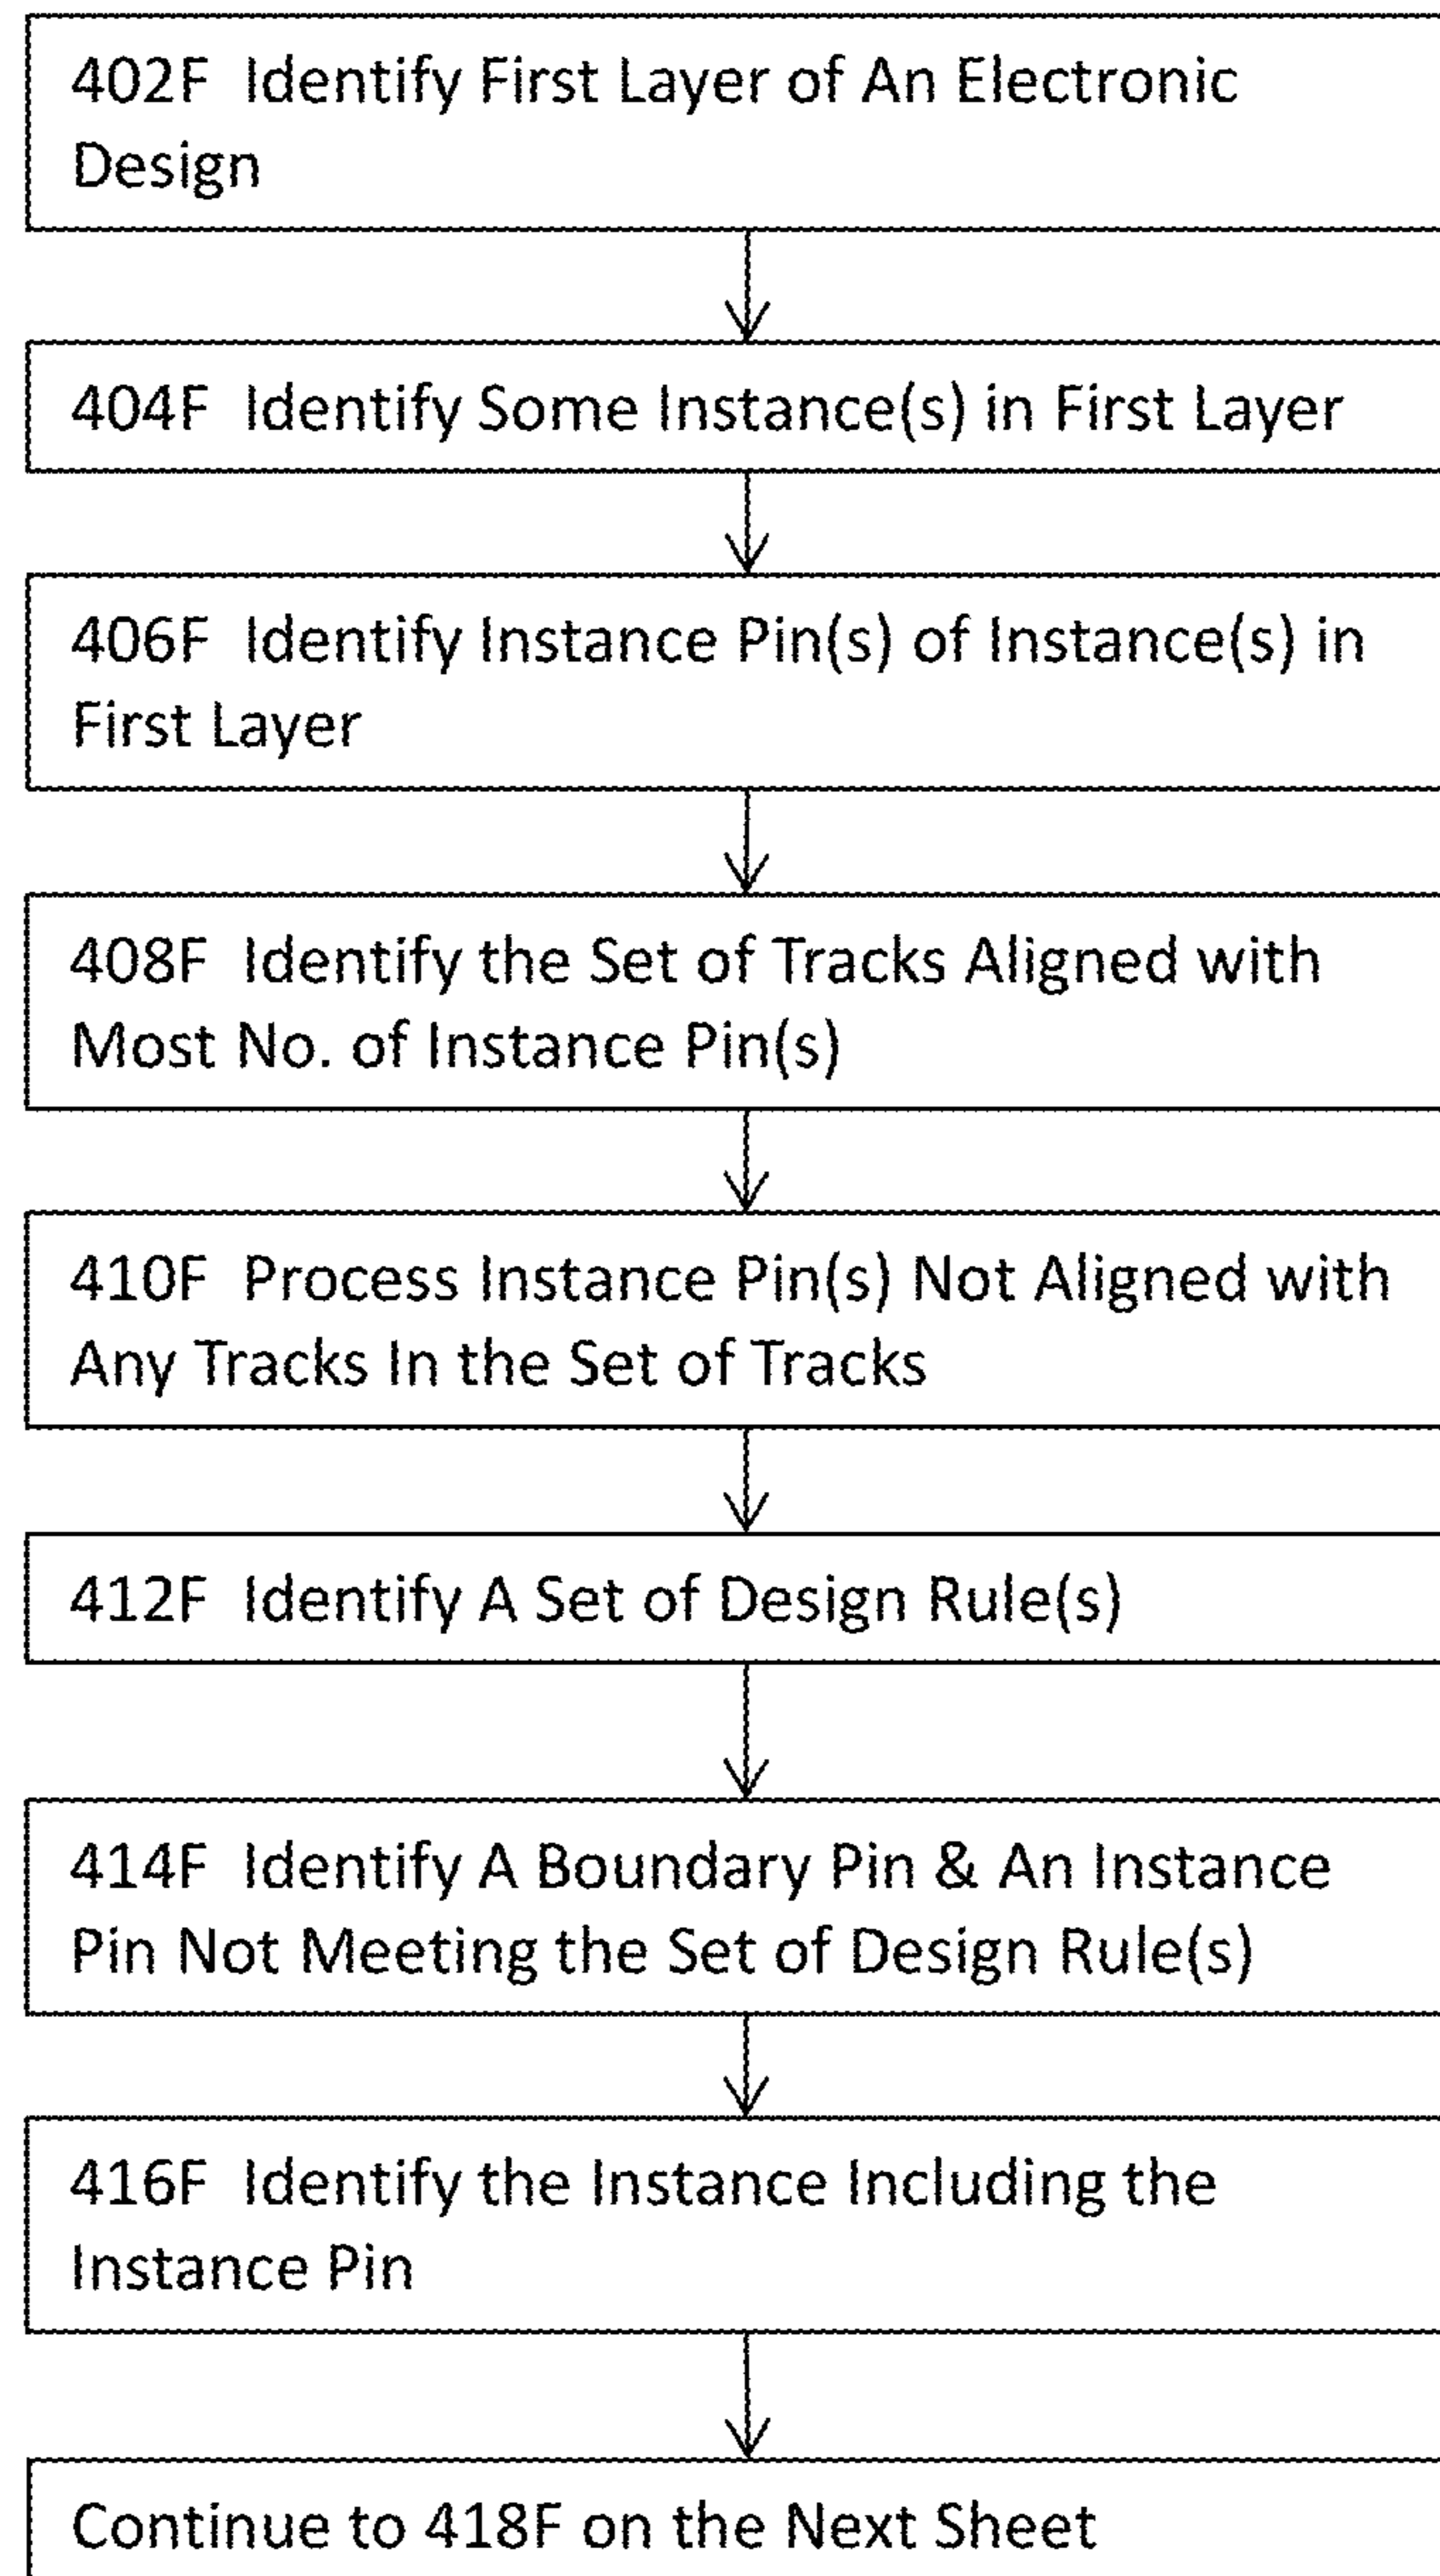 402F Identify First Layer of An Electronic
Design
404F Identify Some Instance(s) in First Layer
406F Identify Instance Pin(s) of Instance(s) in
First Layer
408F Identify the Set of Tracks Aligned with
Most No. of Instance Pin(s)
410F Process Instance Pin(s) Not Aligned with
Any Tracks In the Set of Tracks
412F Identify A Set of Design Rule(s)
414F Identify A Boundary Pin & An Instance
Pin Not Meeting the Set of Design Rule(s)
416F Identify the Instance Including the
Instance Pin
Continue to 418F on the Next Sheet